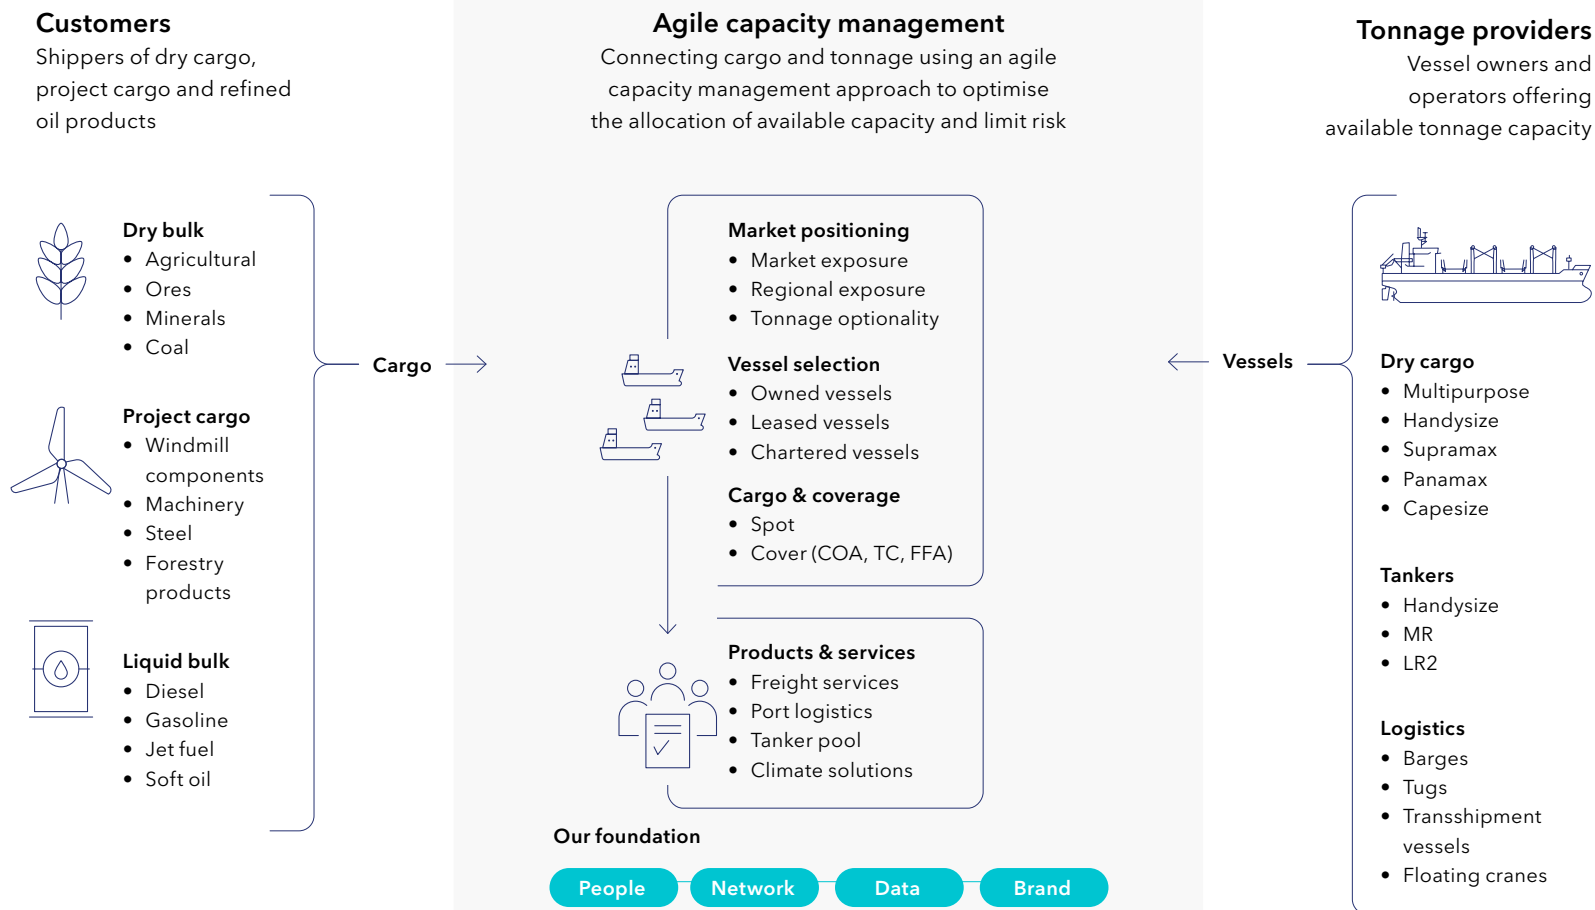 Customers
Shippers of dry cargo,
project cargo and refined
oil products
Dry bulk
• Agricultural
• Ores
• Minerals
• Coal
Project cargo
• Windmill
components
• Machinery
• Steel
• Forestry
products
Liquid bulk
• Diesel
• Gasoline
• Jet fuel
• Soft oil
Cargo
Agile capacity management
Connecting cargo and tonnage using an agile
capacity management approach to optimise
the allocation of available capacity and limit risk
Market positioning
• Market exposure
• Regional exposure
• Tonnage optionality
Vessel selection
• Owned vessels
• Leased vessels
• Chartered vessels
Cargo & coverage
• Spot
• Cover (COA, TC, FFA)
Products & services
• Freight services
• Port logistics
• Tanker pool
• Climate solutions
Our foundation
People
Network
Data
Brand
Tonnage providers
Vessel owners and
operators offering
available tonnage capacity
Vessels
Dry cargo
• Multipurpose
• Handysize
• Supramax
• Panamax
• Capesize
Tankers
• Handysize
• MR
• LR2
Logistics
• Barges
• Tugs
• Transshipment
vessels
• Floating cranes